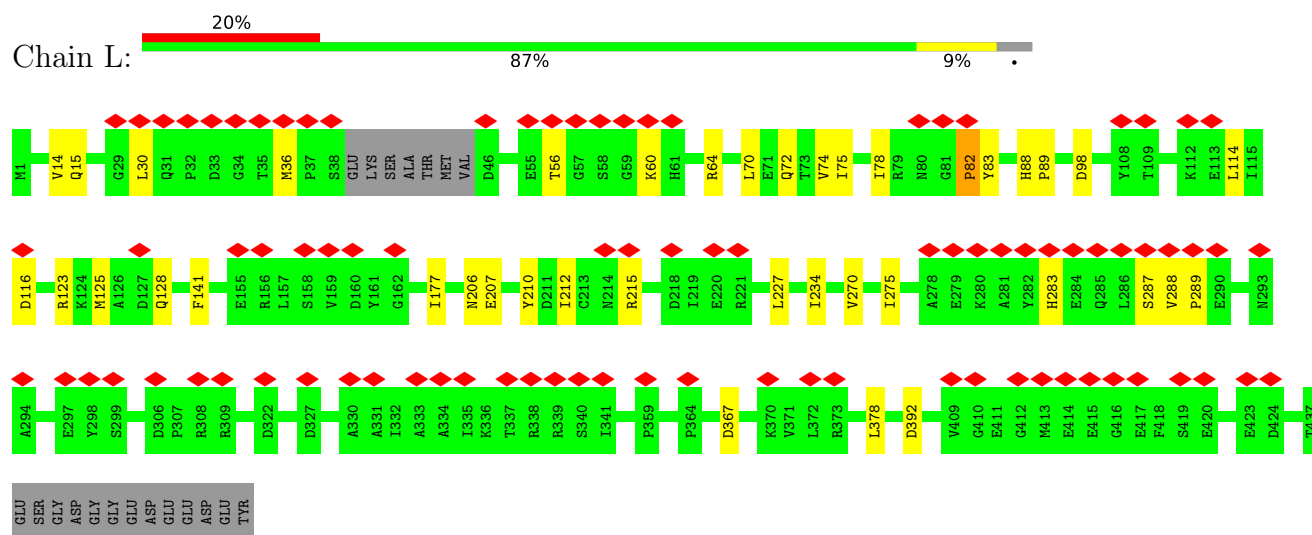 20%
Chain L:
87% 9% •
M1 V14 Q15 G29 L30 Q31 P32 D33 G34 T35 M36 P37 S38 GLU LYS SER ALA THR MET VAL D46 E55 T56 G57 S58 G59 K60 H61 R64 L70 E71 Q72 T73 V74 I75 I78 R79 N80 G81 P82 Y83 H88 P89 D98 Y108 T109 K112 E113 L114 I115
D116 R123 K124 M125 A126 D127 Q128 F141 E155 R156 L157 S158 V159 D160 Y161 G162 I177 N206 E207 Y210 D211 I212 C213 N214 R215 D218 I219 E220 R221 L227 I234 V270 I275 A278 E279 K280 A281 Y282 H283 E284 Q285 L286 S287 V288 P289 E290 N293
A294 E297 Y298 S299 D306 P307 R308 R309 D322 D327 A330 A331 I332 A333 A334 I335 K336 T337 R338 R339 S340 I341 P359 P364 D367 K370 V371 L372 R373 L378 D392 V409 G410 E411 G412 M413 E414 E415 G416 E417 F418 S419 E420 E423 D424 T437
GLU SER GLY ASP GLY GLY GLU ASP GLU GLU ASP GLU TYR